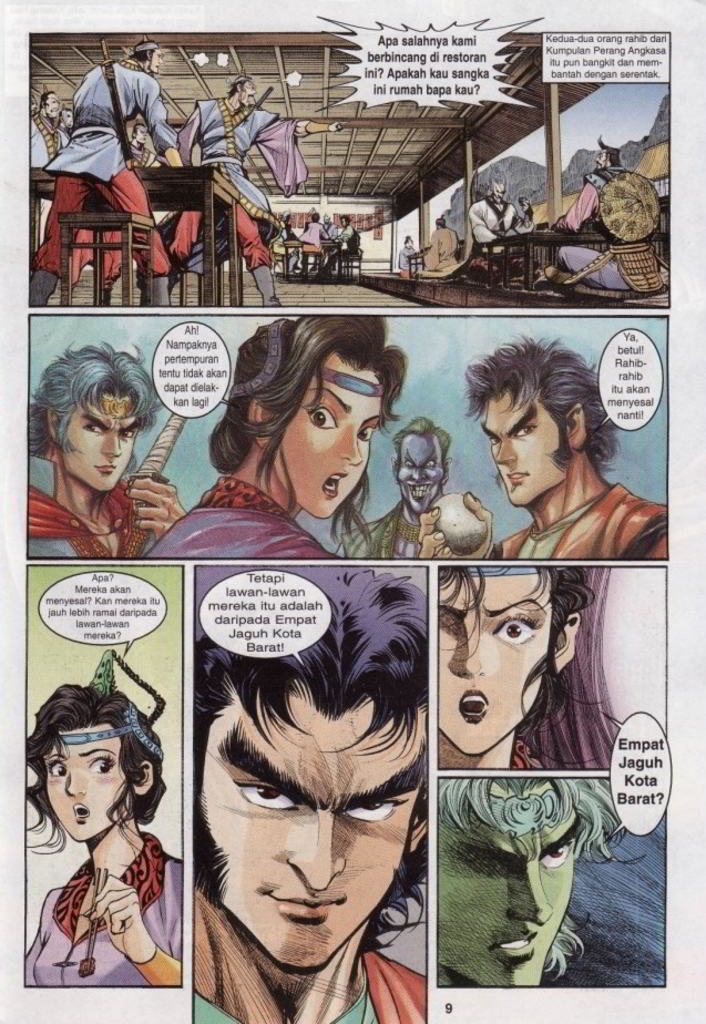 Apa salahnya kami
berbincang di restoran
ini? Apakah kau sangka
ini rumah bapa kau?
Kedua-dua orang rahib dari
Kumpulan Perang Angkasa
itu pun bangkit dan mem-
bantah dengan serentak.
Ah!
Nampaknya
pertempuran
tentu tidak akan
dapat dielak-
kan lagi!
Ya,
betul!
Rahib-
rahib
itu akan
menyesal
nanti!
Apa?
Mereka akan
menyesal? Kan mereka itu
jauh lebih ramai daripada
lawan-lawan
mereka?
Tetapi
lawan-lawan
mereka itu adalah
daripada Empat
Jaguh Kota
Barat!
Empat
Jaguh
Kota
Barat?
9